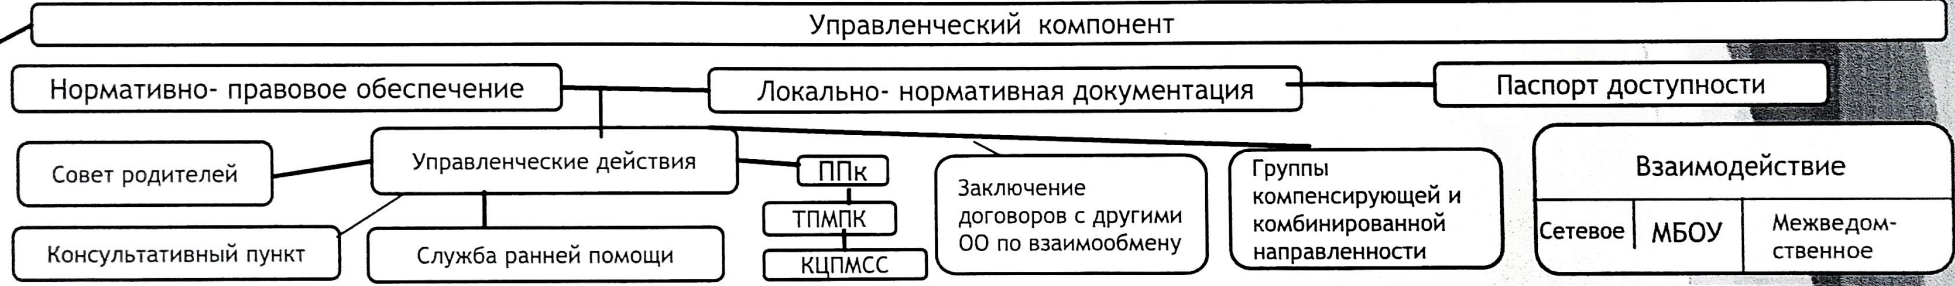 Управленческий компонент
Нормативно- правовое обеспечение
Локально- нормативная документация
Паспорт доступности
Совет родителей
Управленческие действия
ППк
ТПМПК
КЦПМСС
Консультативный пункт
Служба ранней помощи
Заключение
договоров с другими
ОО по взаимообмену
Группы
компенсирующей и
комбинированной
направленности
Взаимодействие
Сетевое
МБОУ
Межведом-
ственное